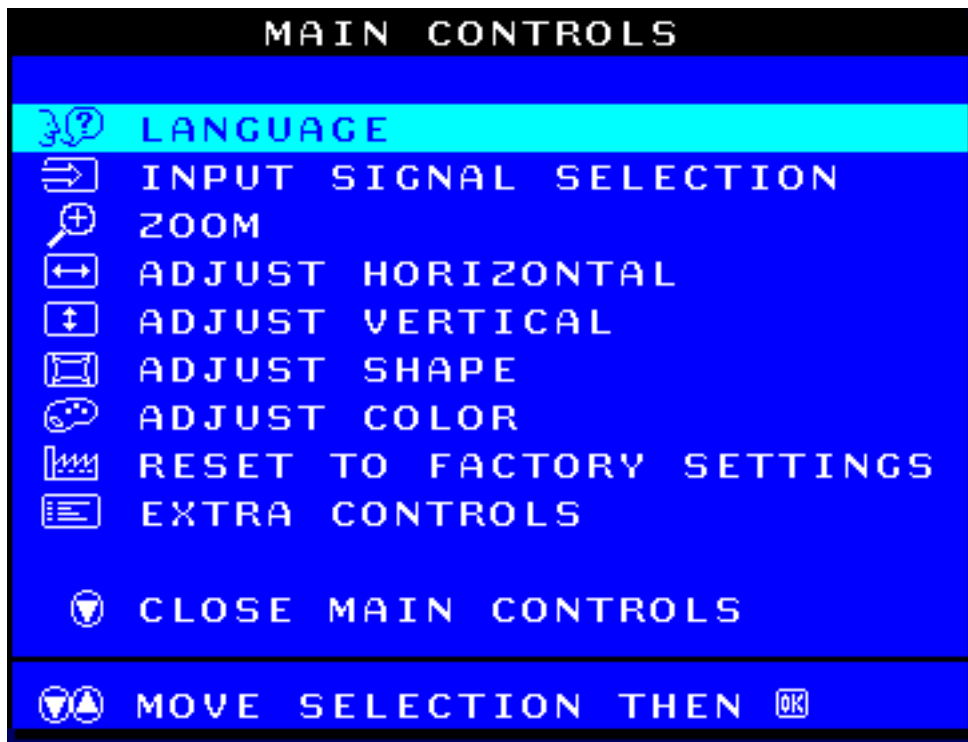 MAIN CONTROLS
LANGUAGE
INPUT SIGNAL SELECTION
ZOOM
ADJUST HORIZONTAL
ADJUST VERTICAL
ADJUST SHAPE
ADJUST COLOR
RESET TO FACTORY SETTINGS
EXTRA CONTROLS
CLOSE MAIN CONTROLS
MOVE SELECTION THEN OK